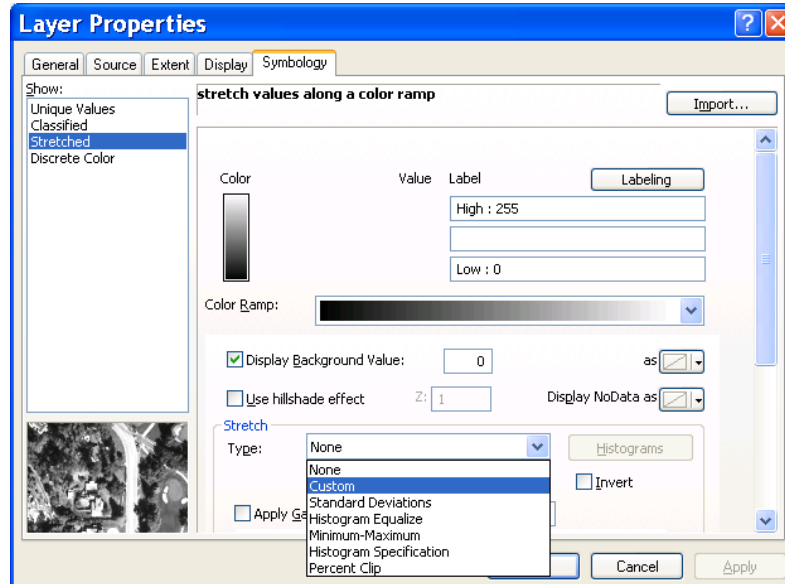 Layer Properties
General Source Extent Display Symbology
Show:
Unique Values
Classified
Stretched
Discrete Color
stretch values along a color ramp
Import...
Color Value Label Labeling
High : 255
Low : 0
Color Ramp:
Display Background Value: 0 as
Use hillshade effect Z: 1 Display NoData as
Stretch
Type: None Histograms
None
Custom
Standard Deviations
Histogram Equalize
Minimum-Maximum
Histogram Specification
Percent Clip
Invert
Apply Ga
Cancel Apply